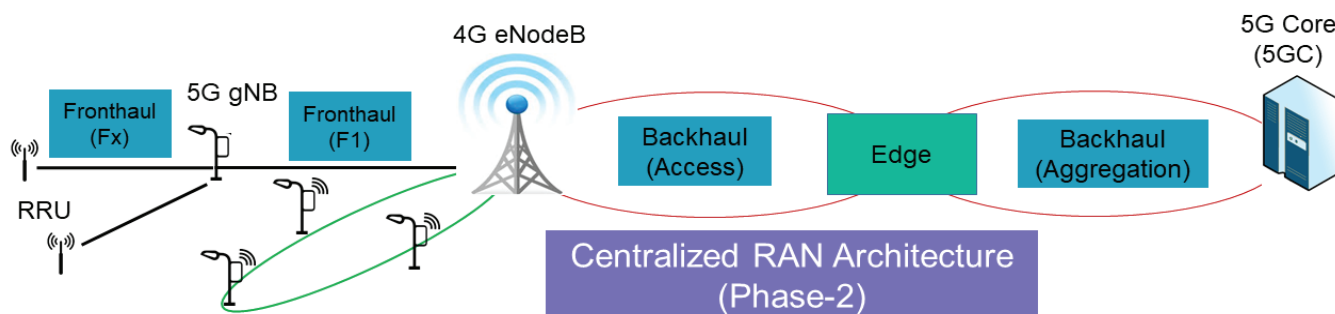 4G eNodeB
5G Core
(5GC)
5G gNB
Fronthaul
(Fx)
Fronthaul
(F1)
Backhaul
(Access)
Edge
Backhaul
(Aggregation)
RRU
Centralized RAN Architecture
(Phase-2)